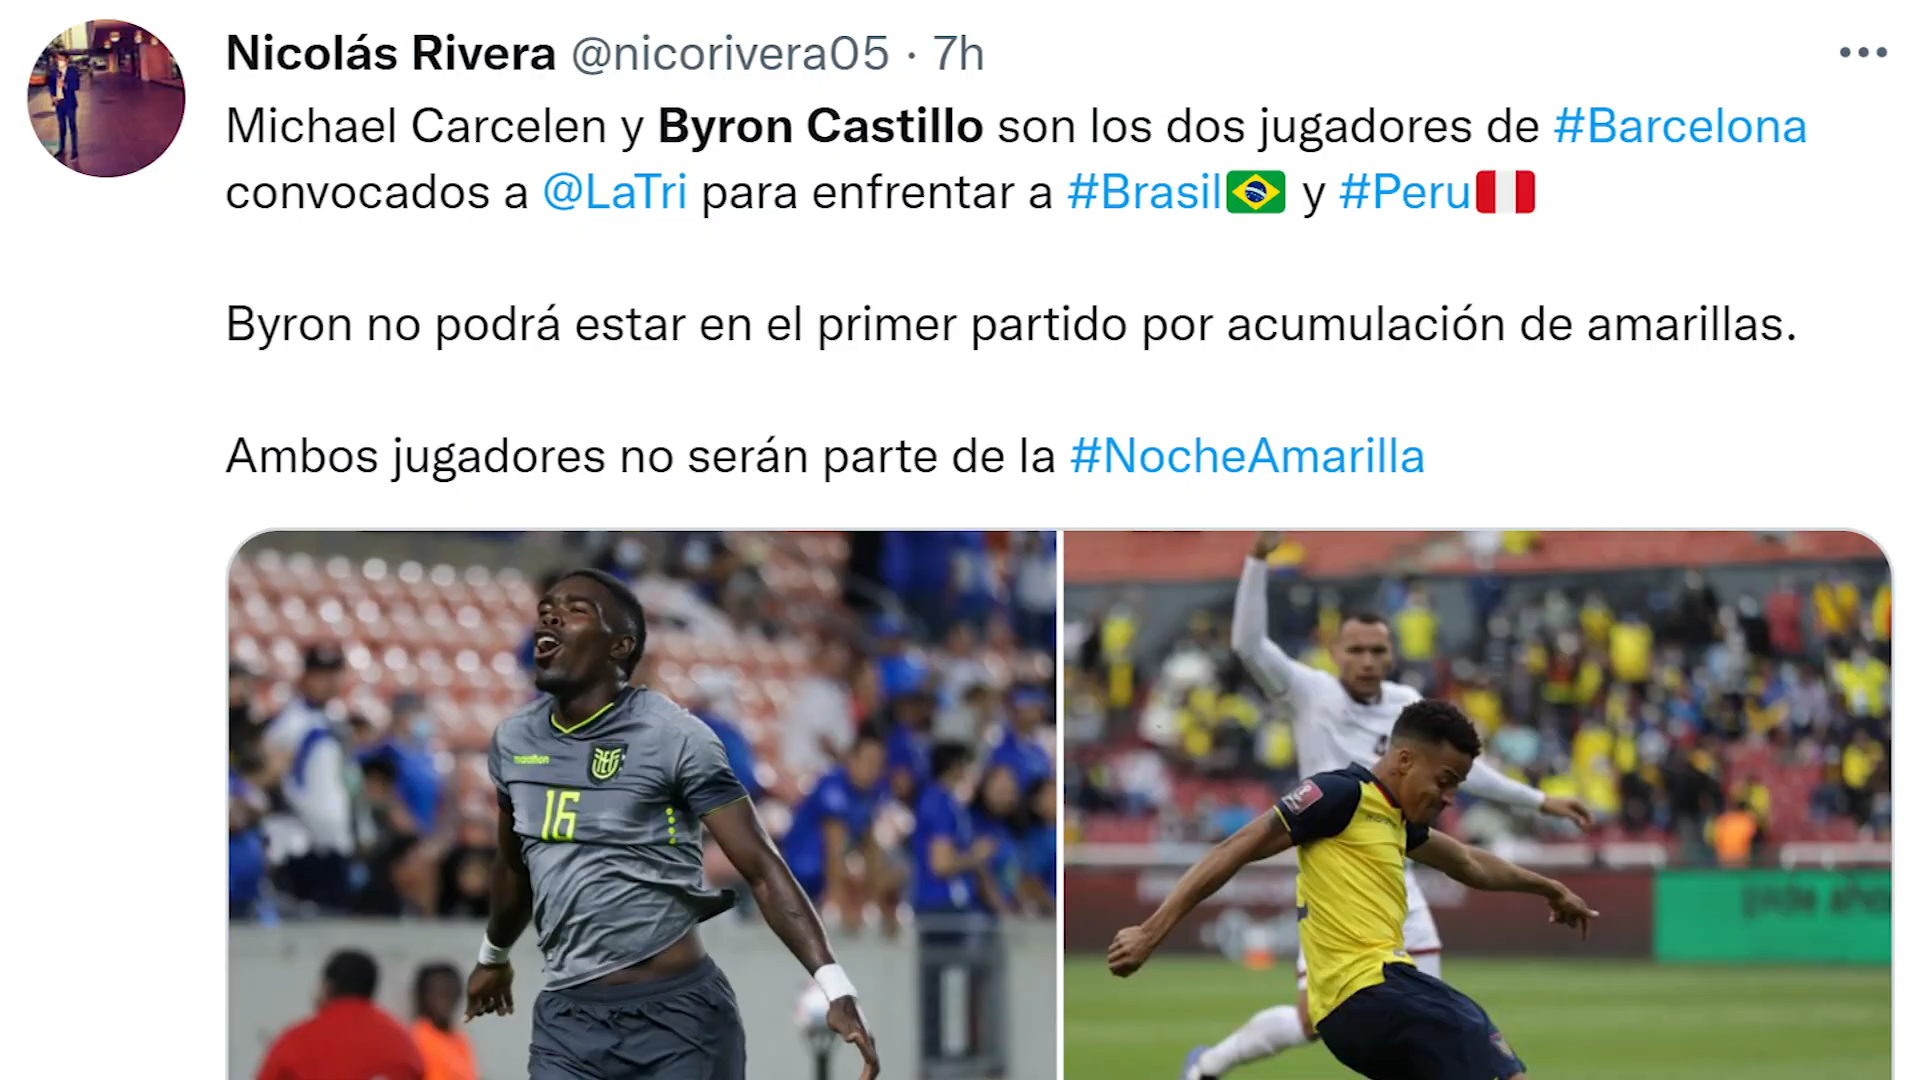 Nicolás Rivera @nicorivera05 · 7h
Michael Carcelen y Byron Castillo son los dos jugadores de #Barcelona
convocados a @LaTri para enfrentar a #Brasil🇧🇷 y #Peru🇵🇪
Byron no podrá estar en el primer partido por acumulación de amarillas.
Ambos jugadores no serán parte de la #NocheAmarilla
marathon
16